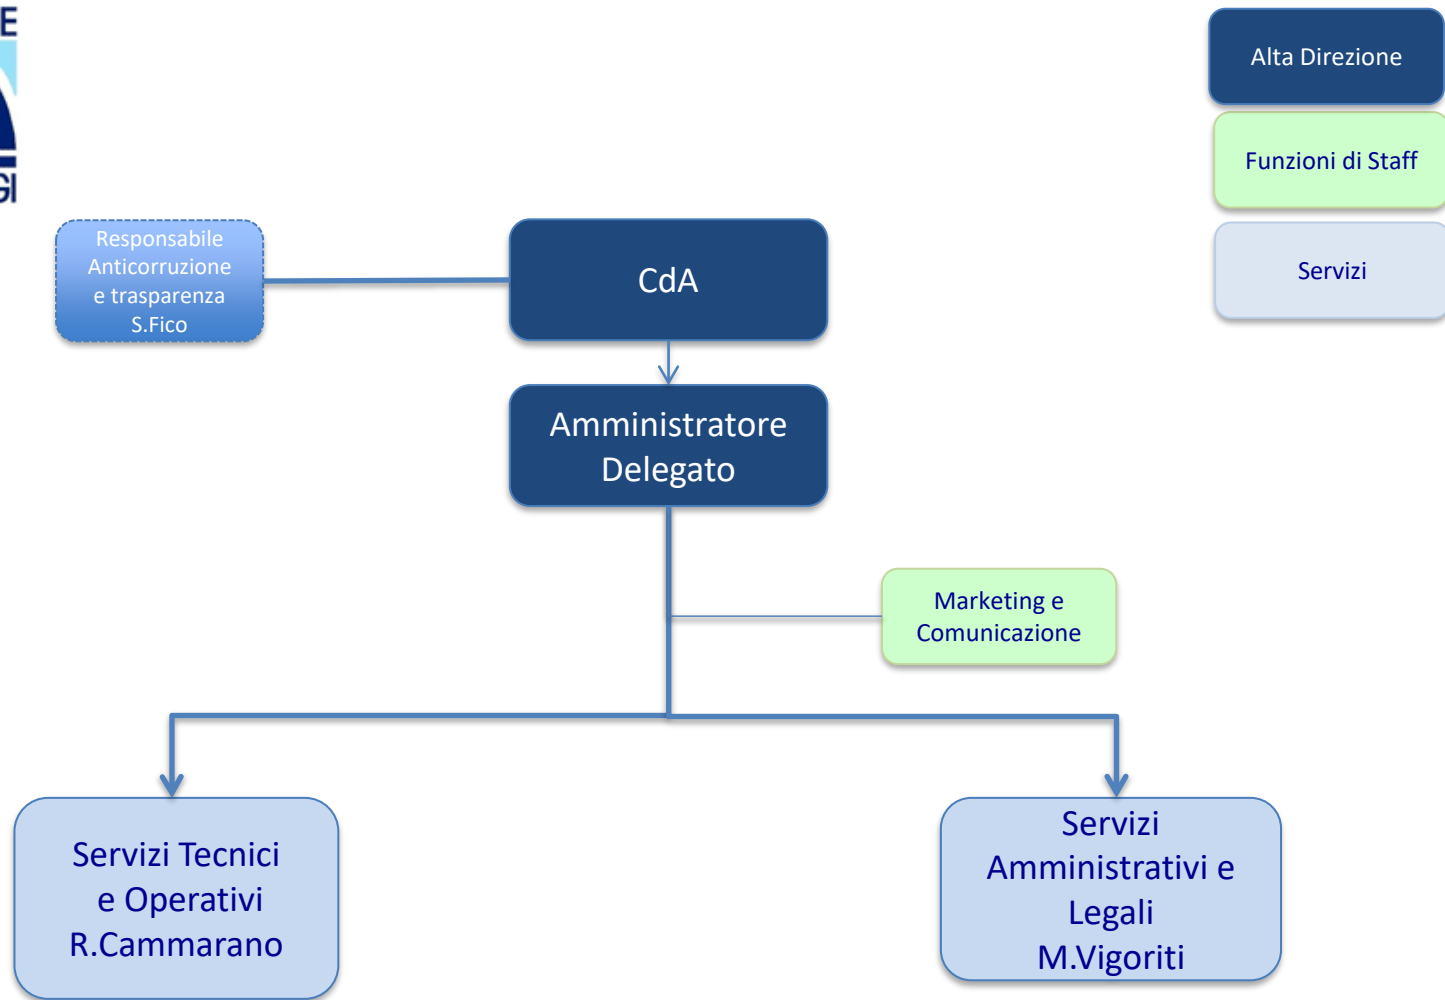 E
GI
Alta Direzione
Funzioni di Staff
Servizi
Responsabile
Anticorruzione
e trasparenza
S.Fico
CdA
Amministratore
Delegato
Marketing e
Comunicazione
Servizi Tecnici
e Operativi
R.Cammarano
Servizi
Amministrativi e
Legali
M.Vigoriti